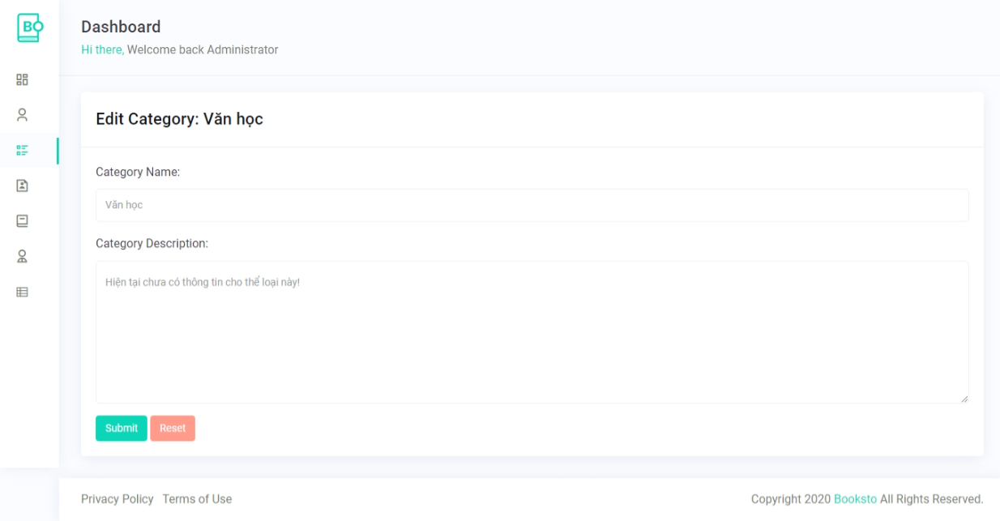 BO
Dashboard
Hi there, Welcome back Administrator
Edit Category: Văn học
Category Name:
Văn học
Category Description:
Hiện tại chưa có thông tin cho thể loại này!
Submit Reset
Privacy Policy Terms of Use
Copyright 2020 Booksto All Rights Reserved.